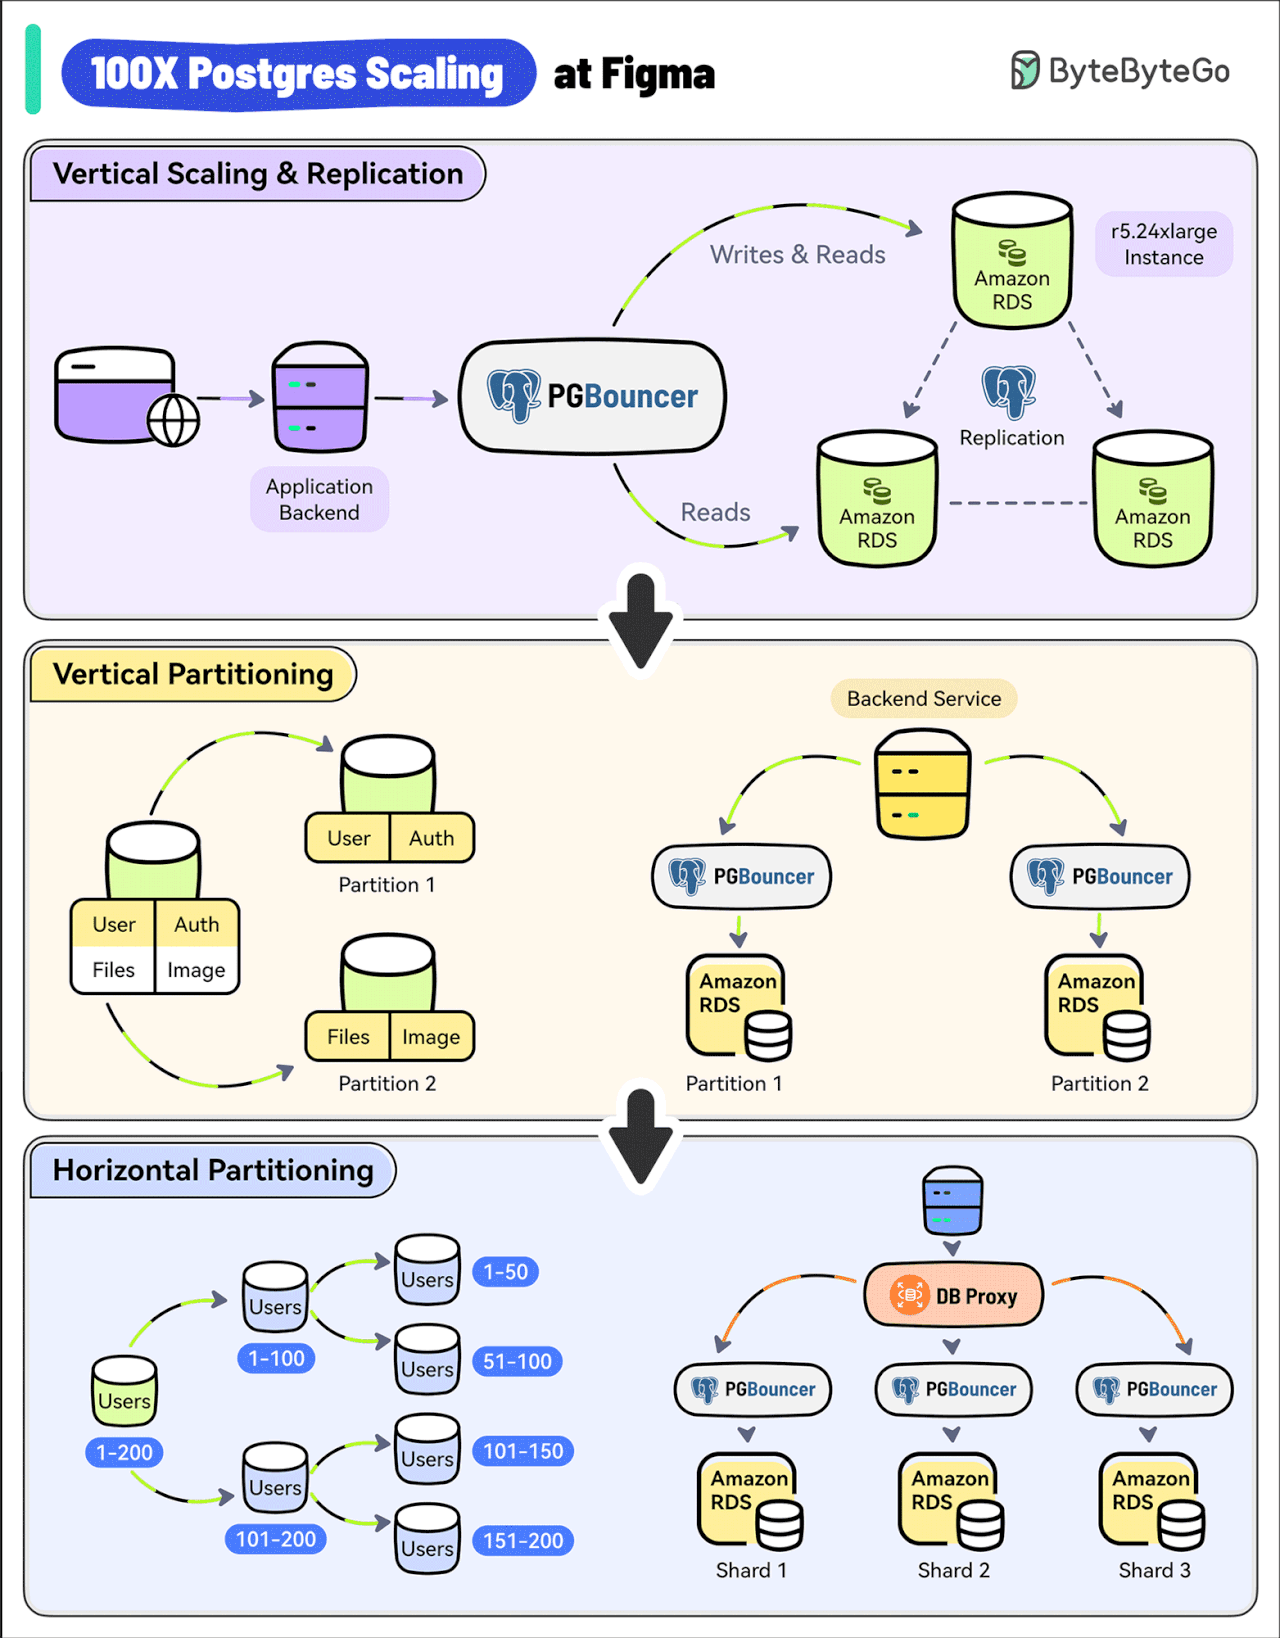 100X Postgres Scaling at Figma
ByteByteGo
Vertical Scaling & Replication
Writes & Reads
Amazon
RDS
r5.24xlarge
Instance
PGBouncer
Replication
Application
Backend
Reads
Amazon
RDS
Amazon
RDS
Vertical Partitioning
User
Auth
Partition 1
User
Auth
Files
Image
Files
Image
Partition 2
Backend Service
PGBouncer
PGBouncer
Amazon
RDS
Amazon
RDS
Partition 1
Partition 2
Horizontal Partitioning
Users
1-200
Users
1-100
Users
101-200
Users
1-50
Users
51-100
Users
101-150
Users
151-200
DB Proxy
PGBouncer
PGBouncer
PGBouncer
Amazon
RDS
Amazon
RDS
Amazon
RDS
Shard 1
Shard 2
Shard 3